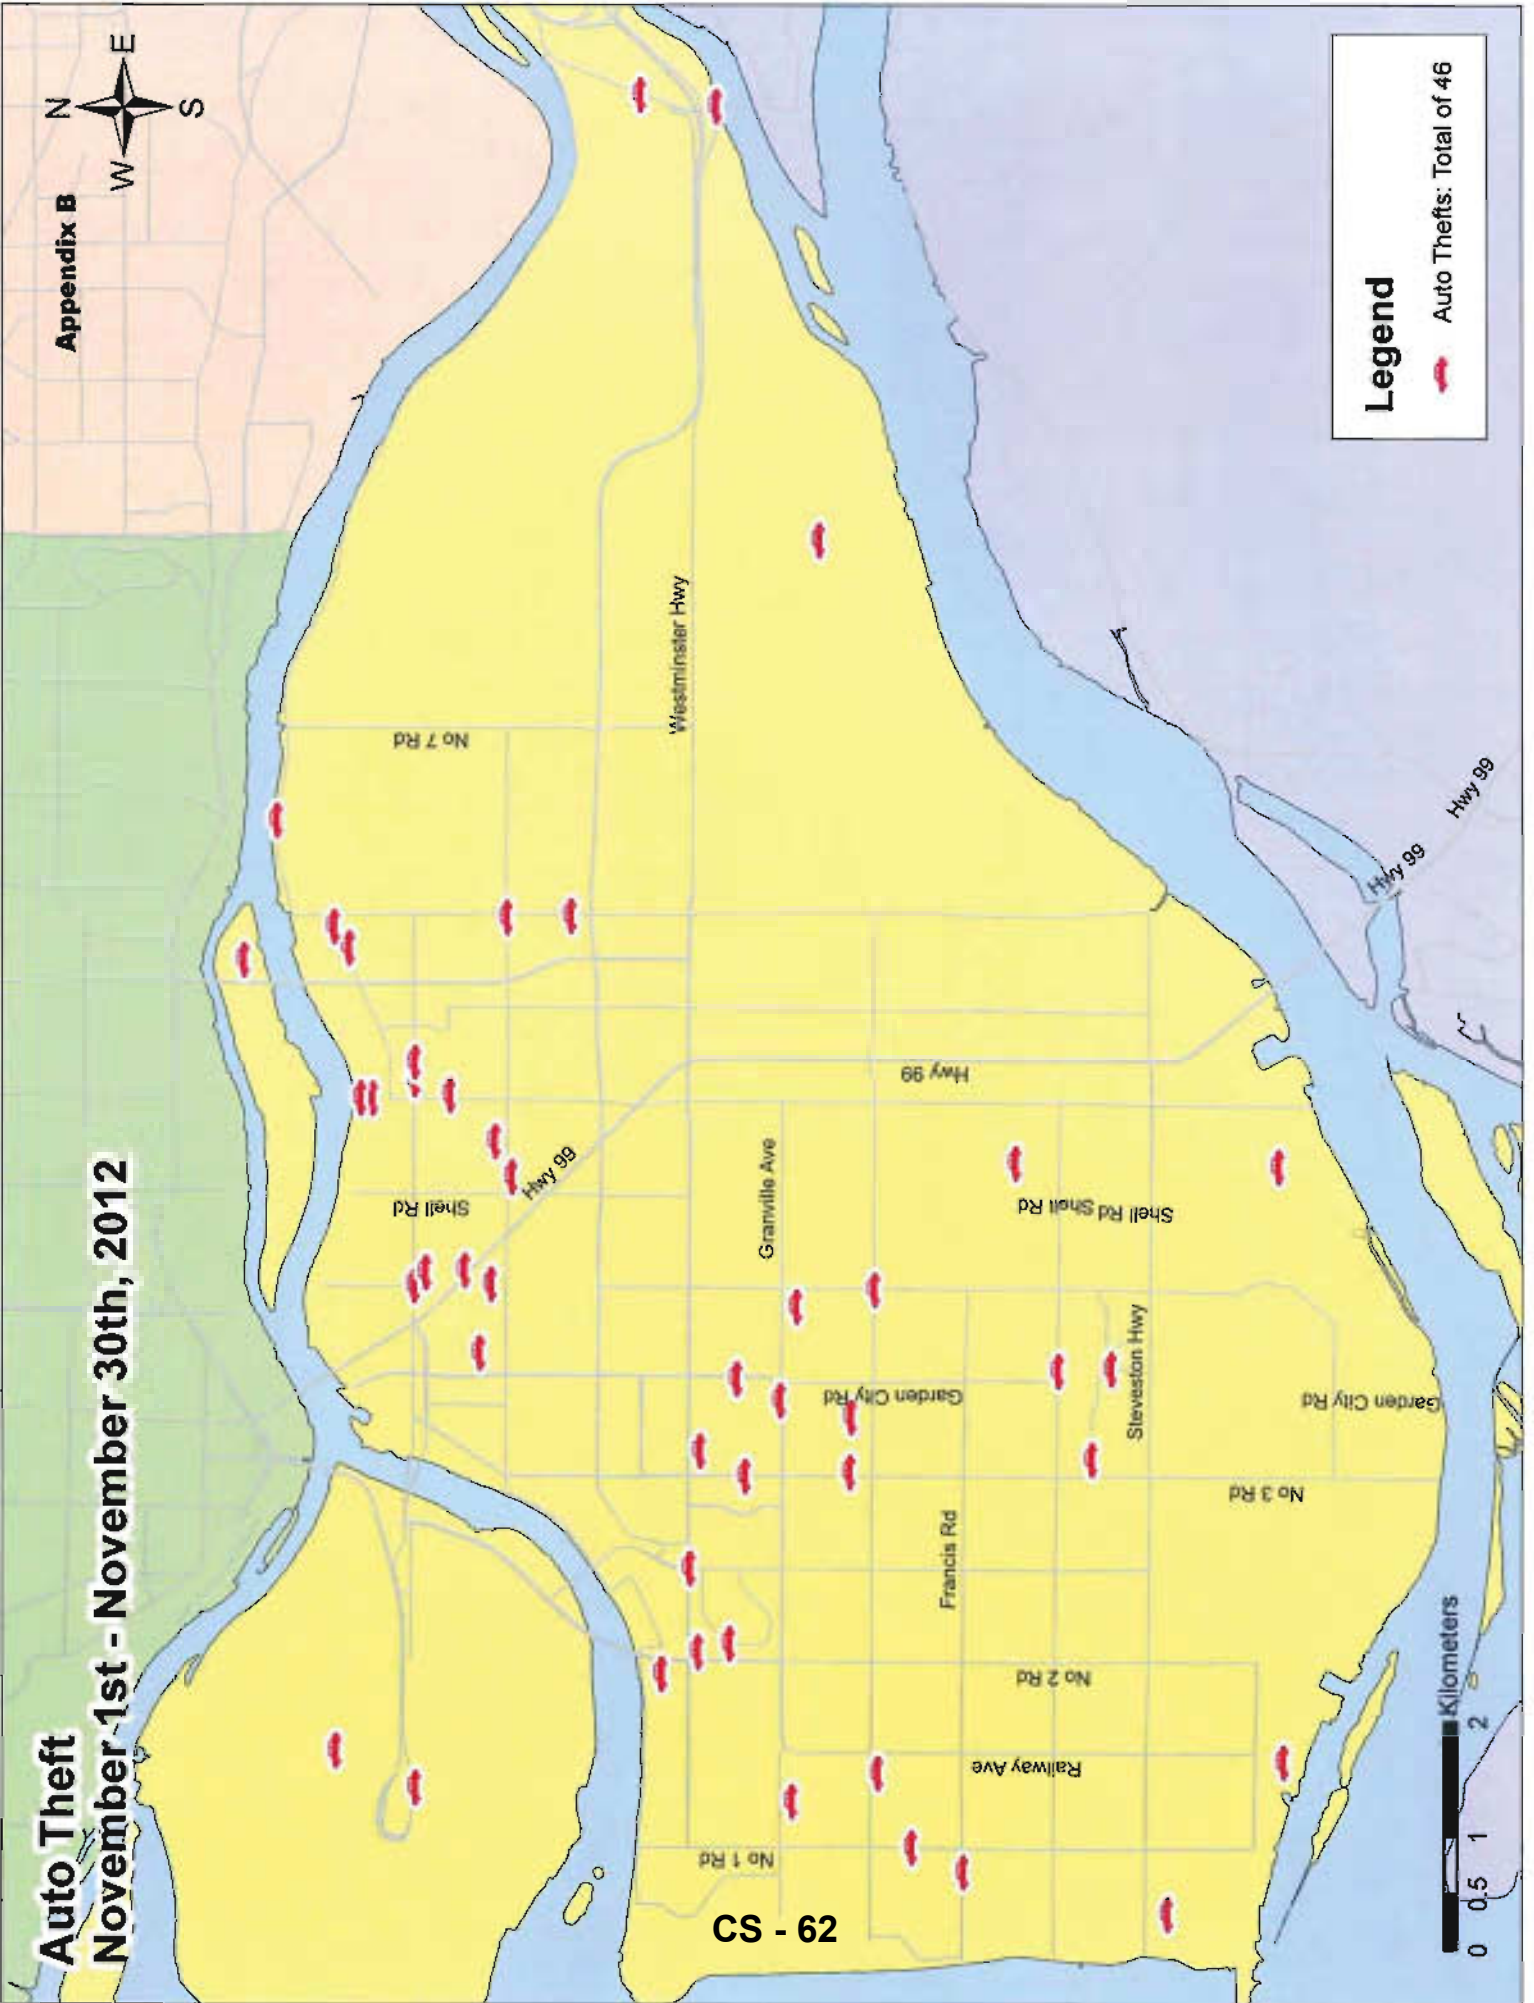 Auto Theft
November 1st - November 30th, 2012
Appendix B
N
W
E
S
No 7 Rd
Westminster Hwy
Shell Rd
Hwy 99
Granville Ave
Hwy 99
Shell Rd
Shell Rd
Garden City Rd
Garden City Rd
Steveston Hwy
No 3 Rd
Francis Rd
No 2 Rd
Railway Ave
No 1 Rd
Hwy 99
Hwy 99
Legend
Auto Thefts: Total of 46
Kilometers
0 0.5 1 2
CS - 62